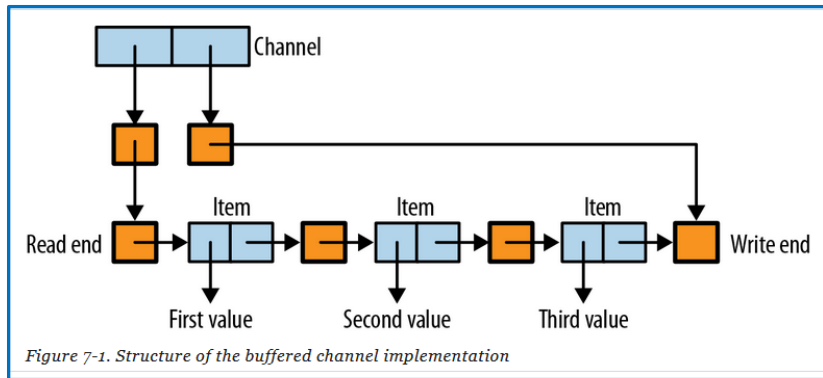 Channel
Item
Item
Item
Read end
Write end
First value
Second value
Third value
Figure 7-1. Structure of the buffered channel implementation